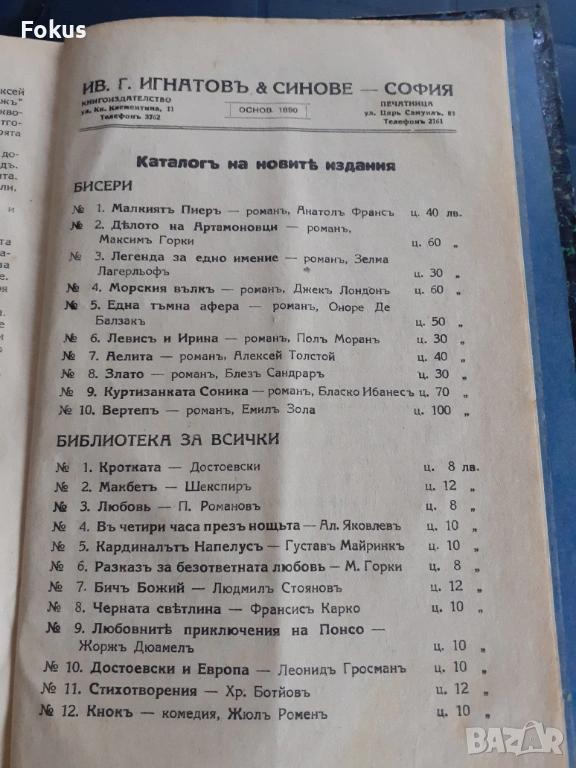 Fokus
ИВ. Г. ИГНАТОВЪ & СИНОВЕ — СОФИЯ
КНИГОИЗДАТЕЛСТВО
ул. Кн. Клементина, 11
Телефонъ 3762
ОСНОВ. 1890
ПЕЧАТНИЦА
ул. Царь Самуилъ, 81
Телефонъ 2161
Каталогъ на новитѣ издания
БИСЕРИ
№ 1. Малкиятъ Пиеръ — романъ, Анатолъ Франсъ ц. 40 лв.
№ 2. Дѣлото на Артамоновци — романъ,
Максимъ Горки ц. 60 „
№ 3. Легенда за едно имение — романъ, Зелма
Лагерльофъ ц. 30 „
№ 4. Морския вълкъ — романъ, Джекъ Лондонъ ц. 60 „
№ 5. Една тъмна афера — романъ, Оноре Де
Балзакъ ц. 50 „
№ 6. Левисъ и Ирина — романъ, Полъ Моранъ ц. 30 „
№ 7. Аелита — романъ, Алексей Толстой ц. 40 „
№ 8. Злато — романъ, Блезъ Сандраръ ц. 30 „
№ 9. Куртизанката Соника — романъ, Бласко Ибанесъ ц. 70 „
№ 10. Вертепъ — романъ, Емилъ Зола ц. 100 „
БИБЛИОТЕКА ЗА ВСИЧКИ
№ 1. Кротката — Достоевски ц. 8 лв.
№ 2. Макбетъ — Шекспиръ ц. 12 „
№ 3. Любовь — П. Романовъ ц. 8 „
№ 4. Въ четири часа презъ нощьта — Ал. Яковлевъ ц. 10 „
№ 5. Кардиналътъ Напелусъ — Густавъ Майринкъ ц. 10 „
№ 6. Разказъ за безответната любовь — М. Горки ц. 8 „
№ 7. Бичъ Божий — Людмилъ Стояновъ ц. 12 „
№ 8. Черната свѣтлина — Франсисъ Карко ц. 10 „
№ 9. Любовните приключения на Понсо —
Жоржъ Дюамелъ ц. 10 „
№ 10. Достоевски и Европа — Леонидъ Гросманъ ц. 10 „
№ 11. Стихотворения — Хр. Ботйовъ ц. 12 „
№ 12. Кнокъ — комедия, Жюлъ Роменъ ц. 10 „
BAZAR